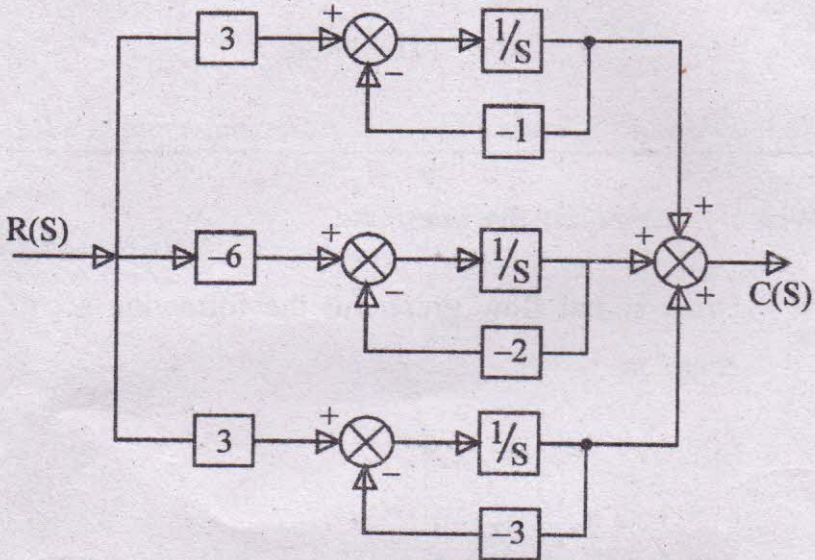 3 + 1/S
−
−1
+
R(S) −6 + 1/S + C(S)
−
−2
+
3 + 1/S
−
−3